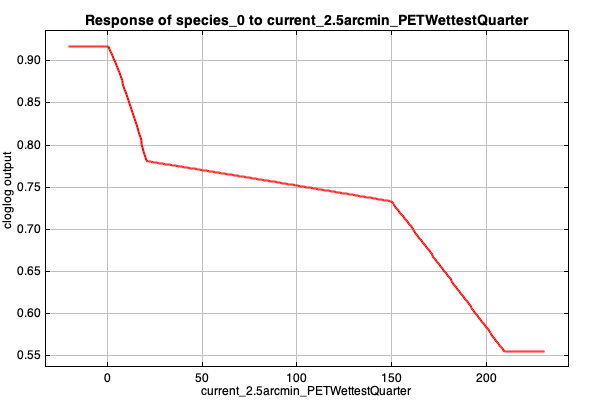 Response of species_0 to current_2.5arcmin_PETWettestQuarter
cloglog output
0.90
0.85
0.80
0.75
0.70
0.65
0.60
0.55
0 50 100 150 200
current_2.5arcmin_PETWettestQuarter